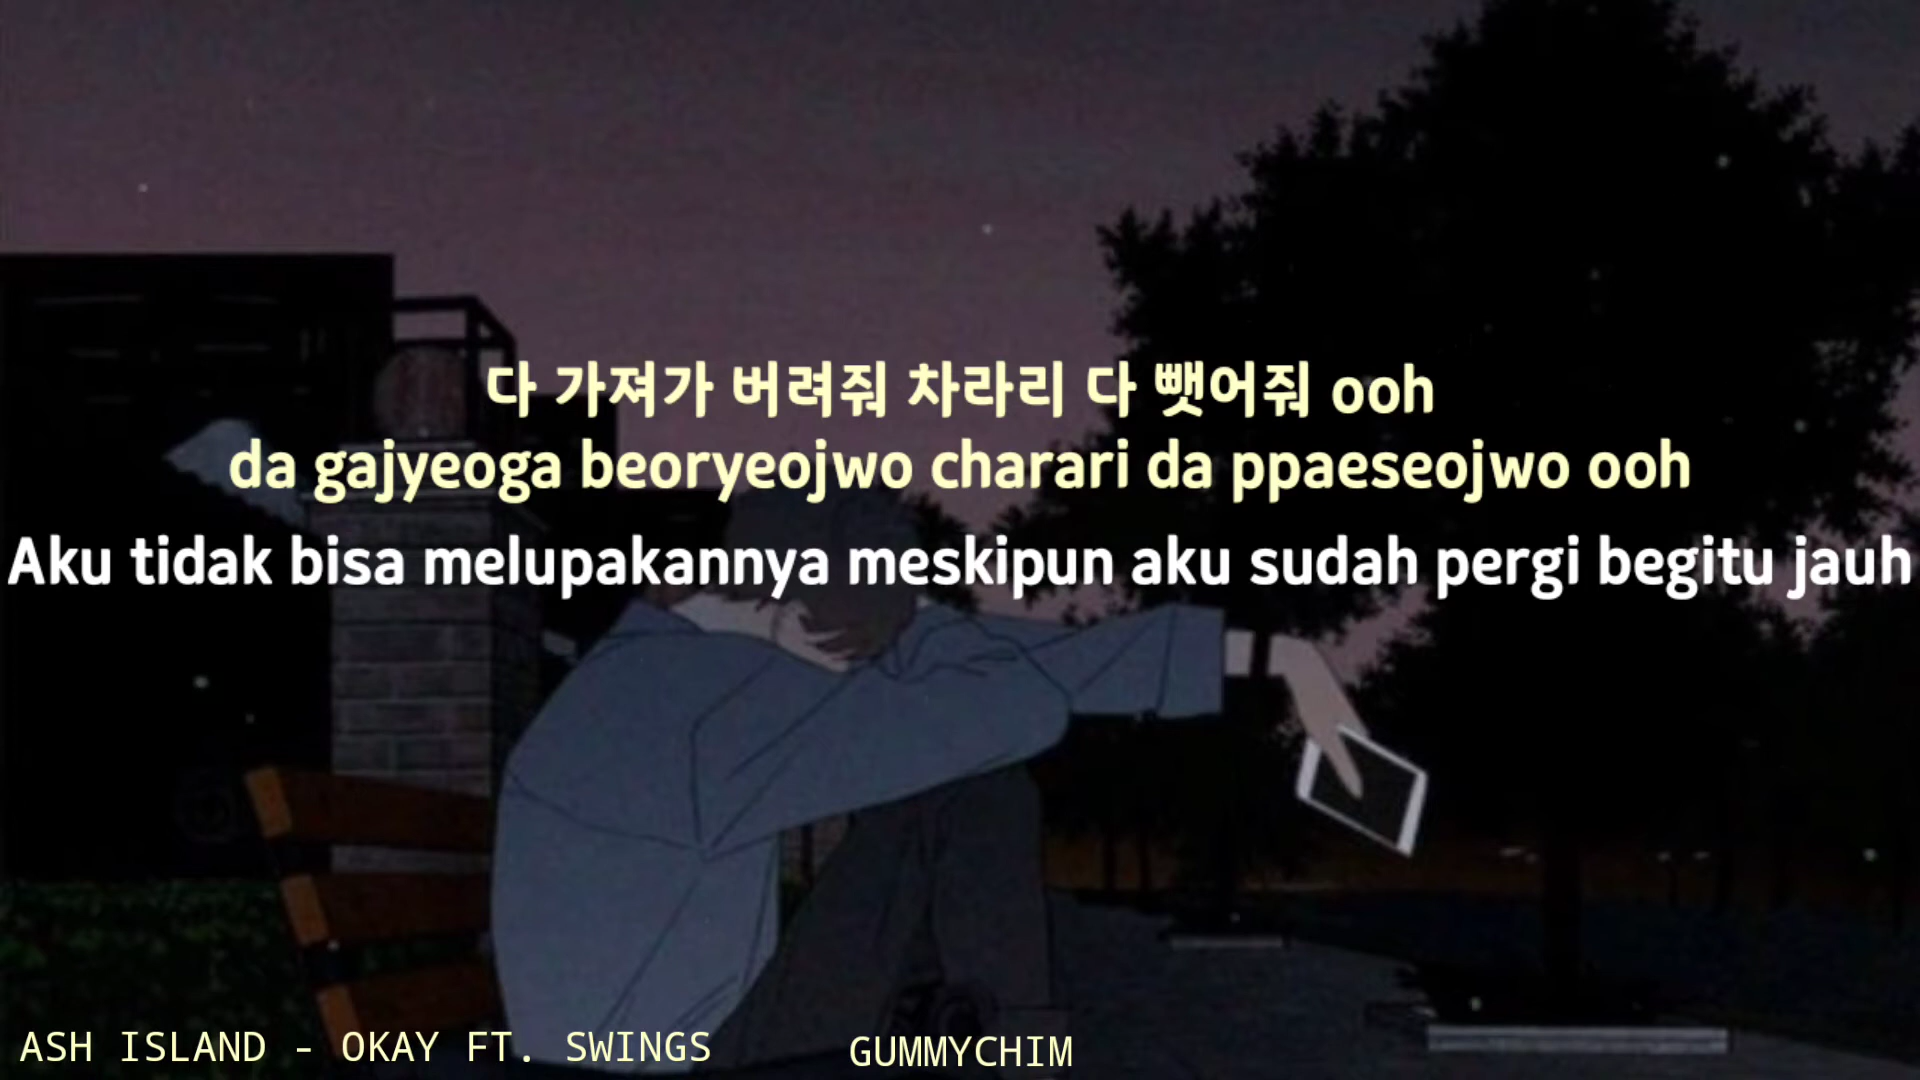 다 가져가 버려줘 차라리 다 뺏어줘 ooh
da gajyeoga beoryeojwo charari da ppaeseojwo ooh
Aku tidak bisa melupakannya meskipun aku sudah pergi begitu jauh
ASH ISLAND - OKAY FT. SWINGS
GUMMYCHIM